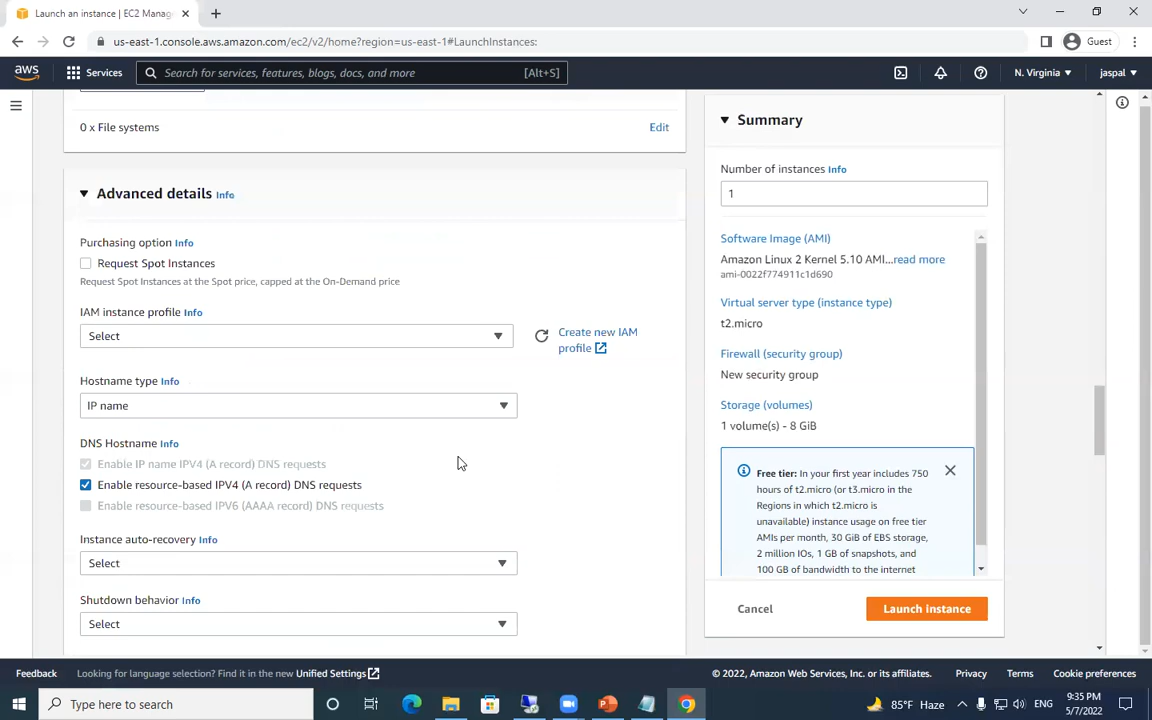 Launch an instance | EC2 Manag
us-east-1.console.aws.amazon.com/ec2/v2/home?region=us-east-1#LaunchInstances:
Guest
aws
Services
Search for services, features, blogs, docs, and more
[Alt+S]
N. Virginia
jaspal
0 x File systems
Edit
Advanced details Info
Purchasing option Info
Request Spot Instances
Request Spot Instances at the Spot price, capped at the On-Demand price
IAM instance profile Info
Select
Create new IAM
profile
Hostname type Info
IP name
DNS Hostname Info
Enable IP name IPV4 (A record) DNS requests
Enable resource-based IPV4 (A record) DNS requests
Enable resource-based IPV6 (AAAA record) DNS requests
Instance auto-recovery Info
Select
Shutdown behavior Info
Select
Summary
Number of instances Info
1
Software Image (AMI)
Amazon Linux 2 Kernel 5.10 AMI...read more
ami-0022f774911c1d690
Virtual server type (instance type)
t2.micro
Firewall (security group)
New security group
Storage (volumes)
1 volume(s) - 8 GiB
Free tier: In your first year includes 750
hours of t2.micro (or t3.micro in the
Regions in which t2.micro is
unavailable) instance usage on free tier
AMIs per month, 30 GiB of EBS storage,
2 million IOs, 1 GB of snapshots, and
100 GB of bandwidth to the internet
Cancel
Launch instance
Feedback
Looking for language selection? Find it in the new Unified Settings
© 2022, Amazon Web Services, Inc. or its affiliates.
Privacy
Terms
Cookie preferences
Type here to search
85°F Haze
ENG
9:35 PM
5/7/2022